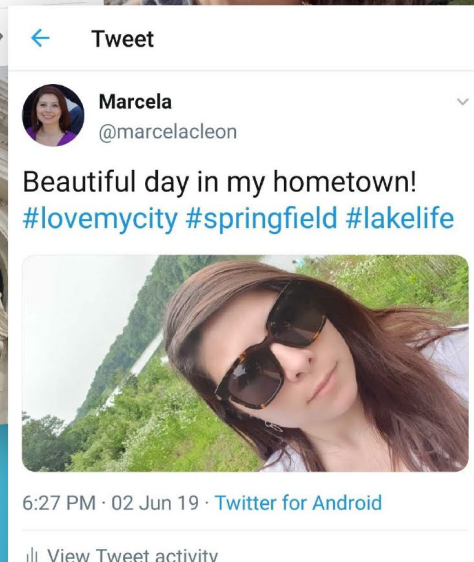 Tweet
Marcela
@marcelacleon
Beautiful day in my hometown!
#lovemycity #springfield #lakelife
6:27 PM · 02 Jun 19 · Twitter for Android
View Tweet activity